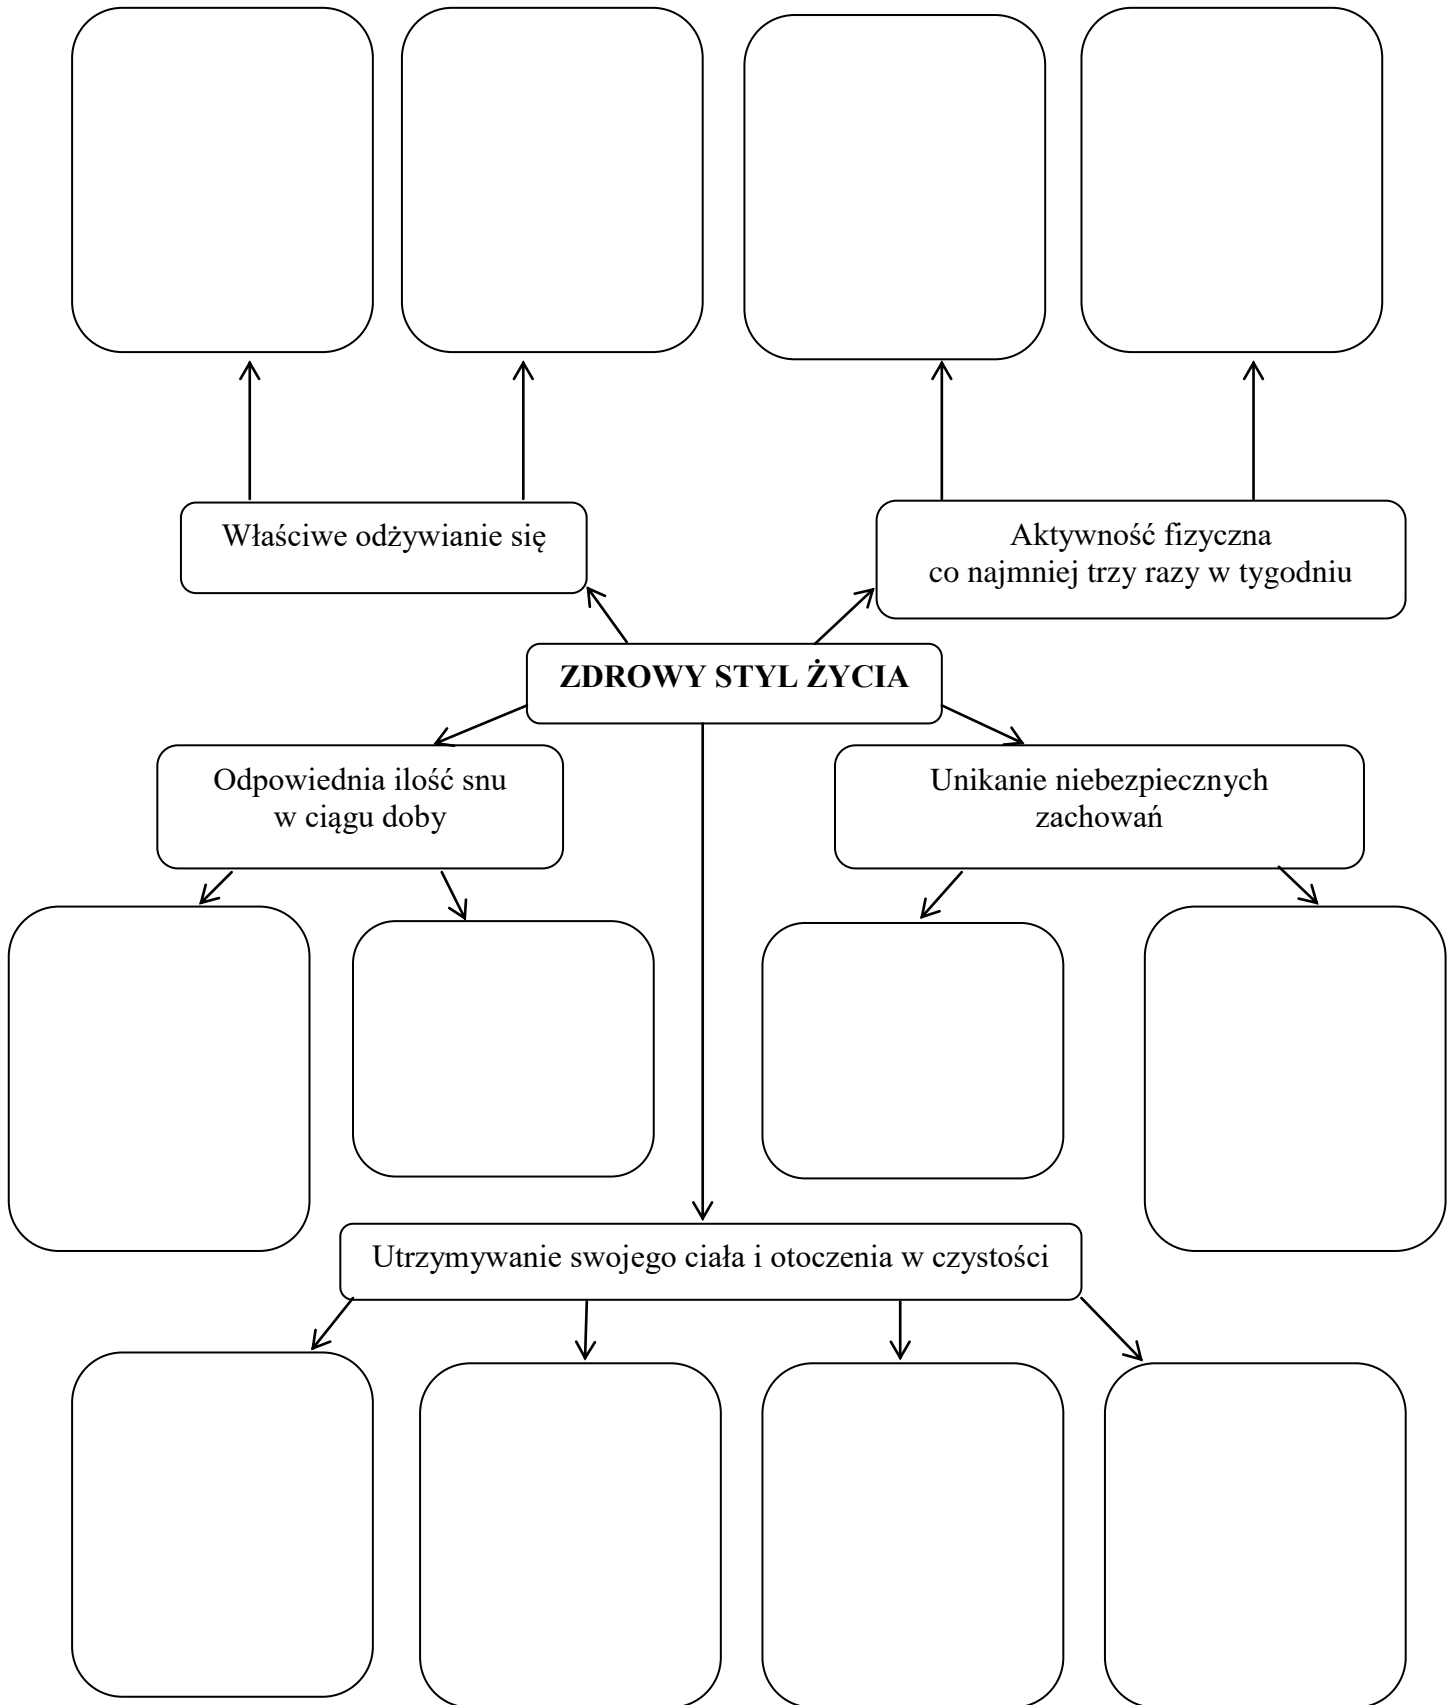 Właściwe odżywianie się
Aktywność fizyczna
co najmniej trzy razy w tygodniu
ZDROWY STYL ŻYCIA
Odpowiednia ilość snu
w ciągu doby
Unikanie niebezpiecznych
zachowań
Utrzymywanie swojego ciała i otoczenia w czystości